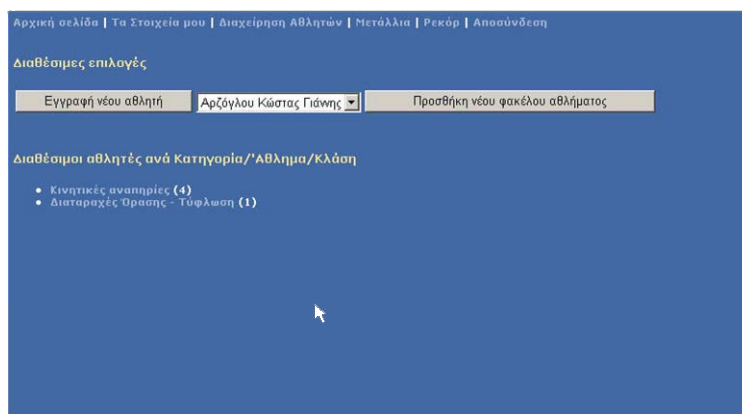 Αρχική σελίδα | Τα Στοιχεία μου | Διαχείρηση Αθλητών | Μετάλλια | Ρεκόρ | Αποσύνδεση
Διαθέσιμες επιλογές
Εγγραφή νέου αθλητή Αρζόγλου Κώστας Γιάννης Προσθήκη νέου φακέλου αθλήματος
Διαθέσιμοι αθλητές ανά Κατηγορία/'Αθλημα/Κλάση
• Κινητικές αναπηρίες (4)
• Διαταραχές Όρασης - Τύφλωση (1)